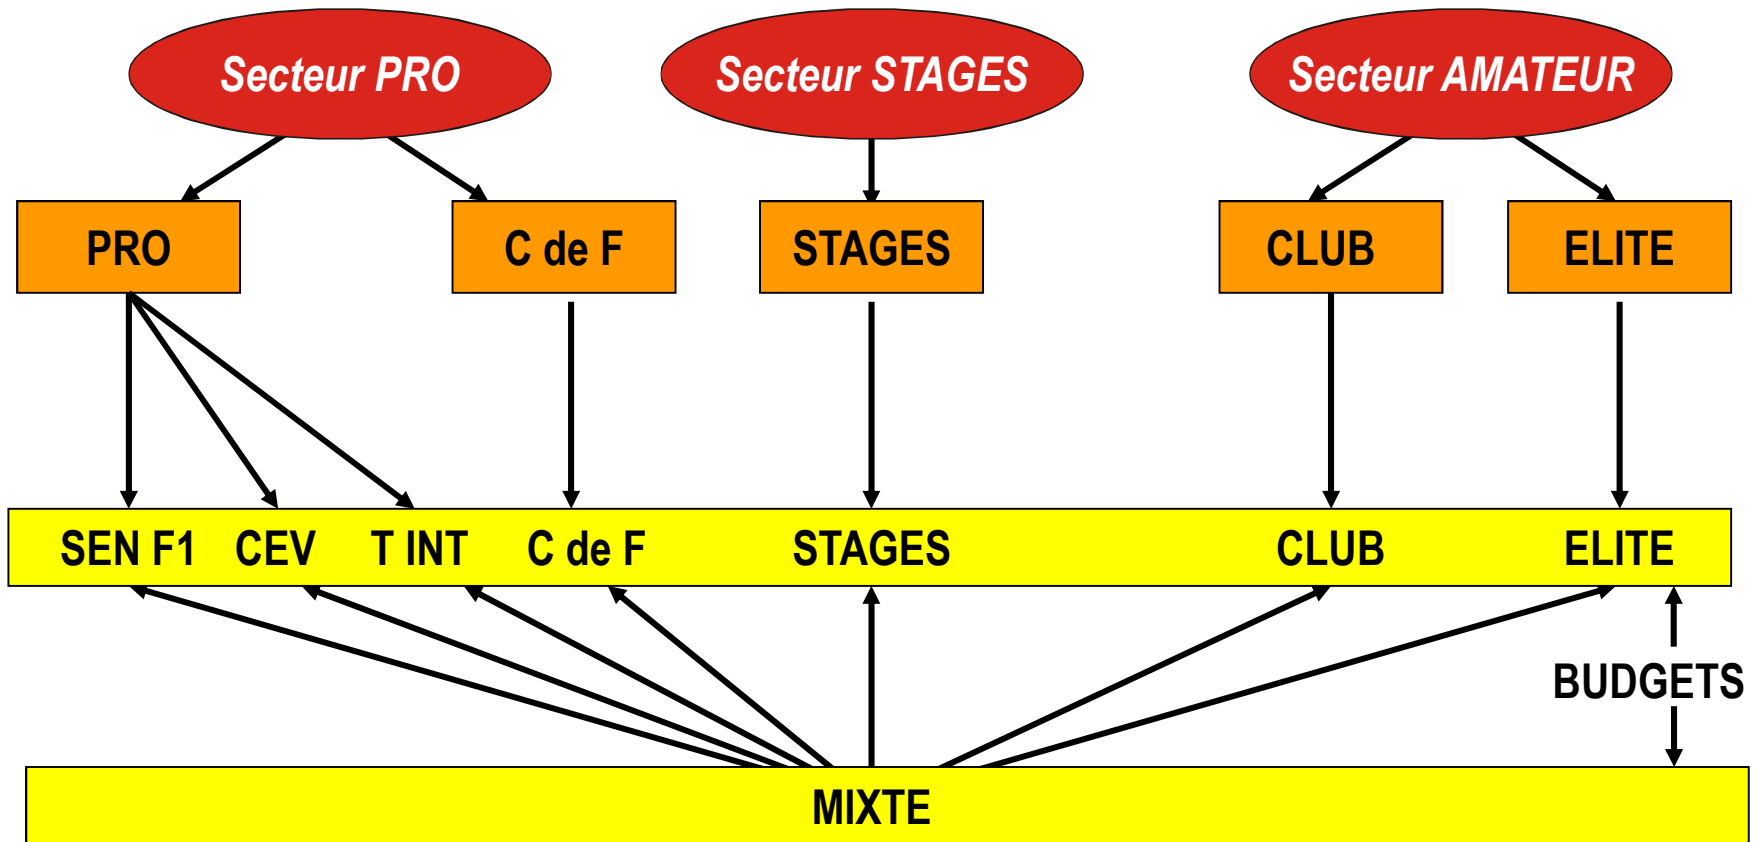 Secteur PRO
Secteur STAGES
Secteur AMATEUR
PRO
C de F
STAGES
CLUB
ELITE
SEN F1
CEV
T INT
C de F
STAGES
CLUB
ELITE
BUDGETS
MIXTE